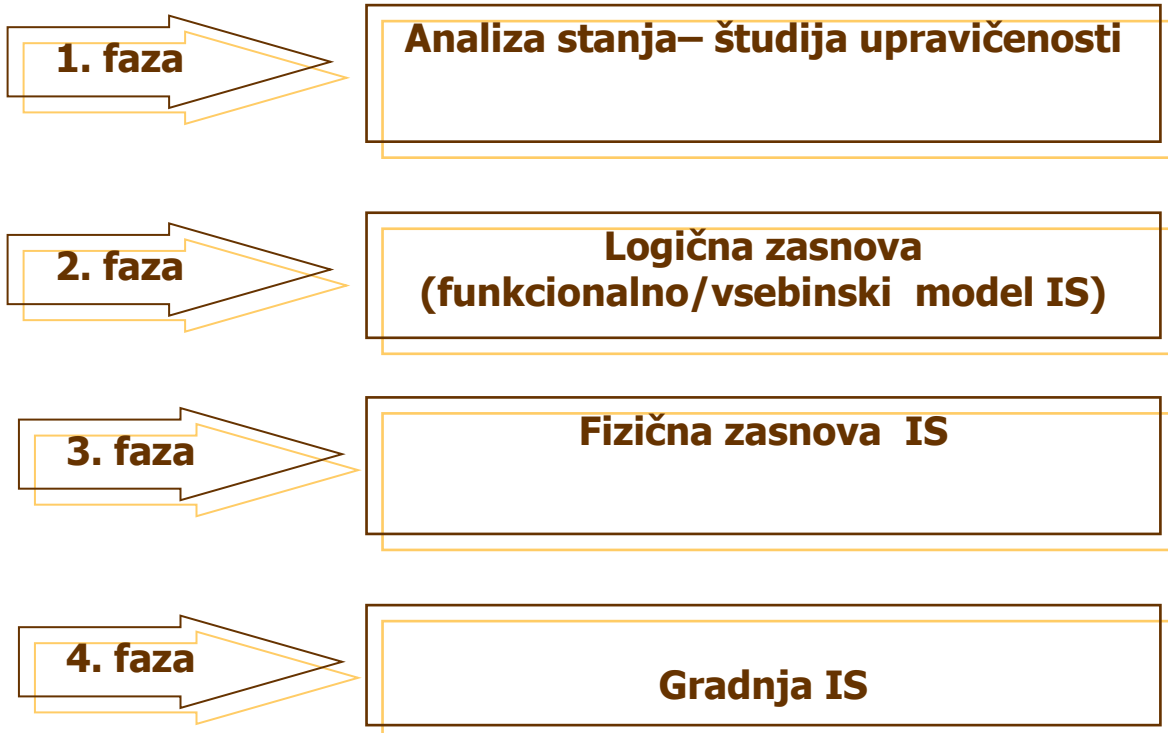 1. faza
Analiza stanja– študija upravičenosti
2. faza
Logična zasnova
(funkcionalno/vsebinski  model IS)
3. faza
Fizična zasnova  IS
4. faza
Gradnja IS